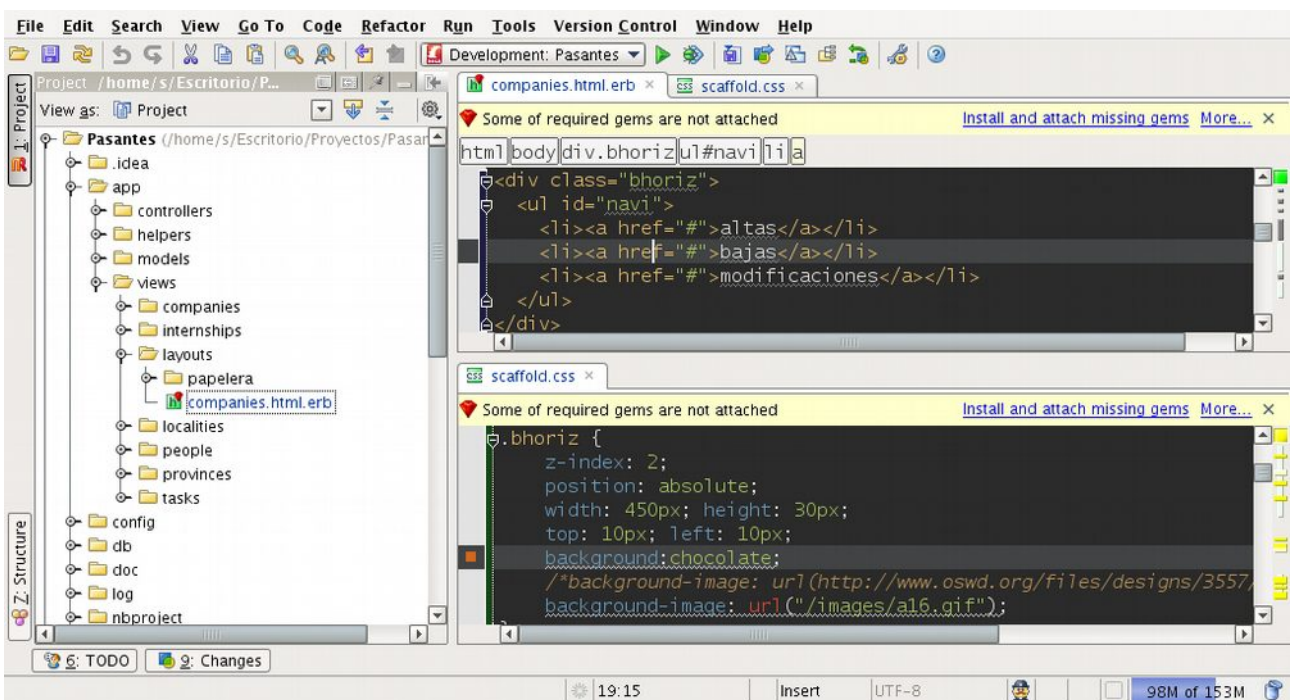 File Edit Search View Go To Code Refactor Run Tools Version Control Window Help
Development: Pasantes
1: Project
Project /home/s/Escritorio/P...
View as: Project
Pasantes (//home/s/Escritorio/Proyectos/Pasar
.idea
app
controllers
helpers
models
views
companies
internships
layouts
papelera
companies.html.erb
localities
people
provinces
tasks
config
db
doc
log
nbproject
Z: Structure
companies.html.erb
scaffold.css
Some of required gems are not attached Install and attach missing gems More...
html body div.bhoriz ul#navi li a
<div class="bhoriz">
<ul id="navi">
<li><a href="#">altas</a></li>
<li><a href="#">bajas</a></li>
<li><a href="#">modificaciones</a></li>
</ul>
</div>
scaffold.css
Some of required gems are not attached Install and attach missing gems More...
.bhoriz {
z-index: 2;
position: absolute;
width: 450px; height: 30px;
top: 10px; left: 10px;
background:chocolate;
/*background-image: url(http://www.oswd.org/files/designs/3557/
background-image: url("/images/a16.gif");
6: TODO 9: Changes
19:15 Insert UTF-8 98M of 153M